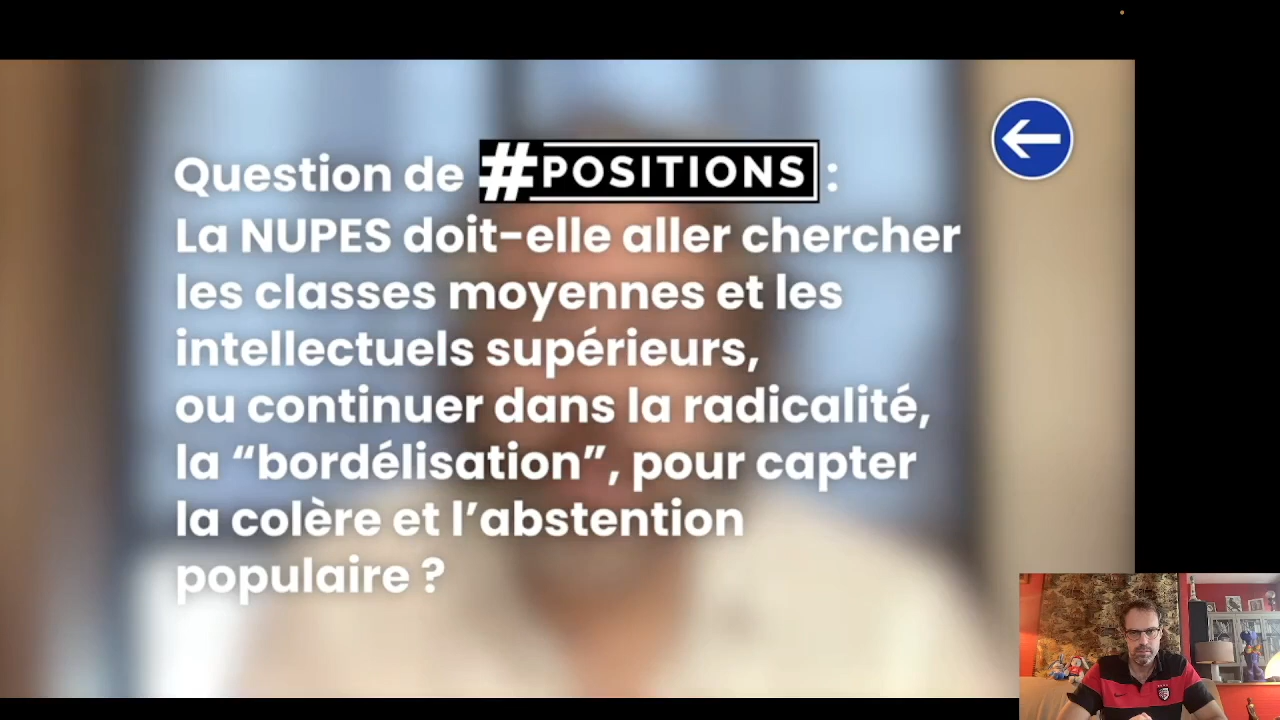 Question de #POSITIONS :
La NUPES doit-elle aller chercher
les classes moyennes et les
intellectuels supérieurs,
ou continuer dans la radicalité,
la “bordélisation”, pour capter
la colère et l’abstention
populaire ?